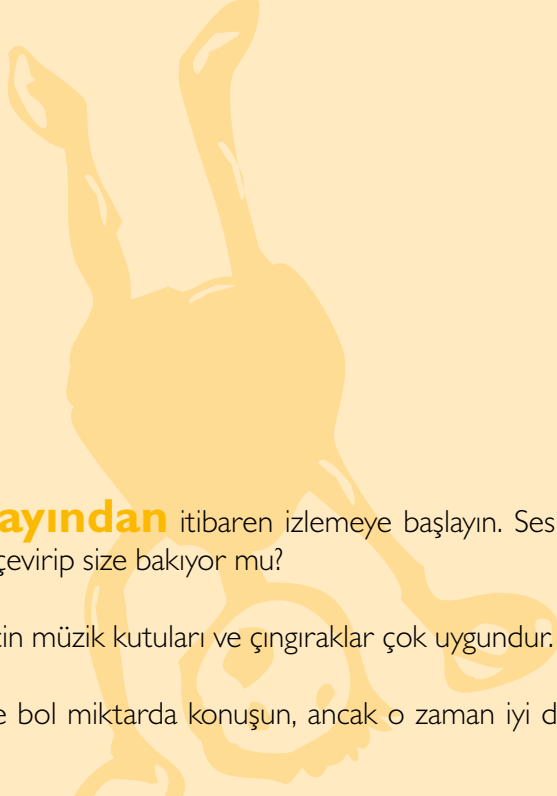 ayından itibaren izlemeye başlayın. Ses
çevirip size bakıyor mu?
çin müzik kutuları ve çıngıraklar çok uygundur.
e bol miktarda konuşun, ancak o zaman iyi d